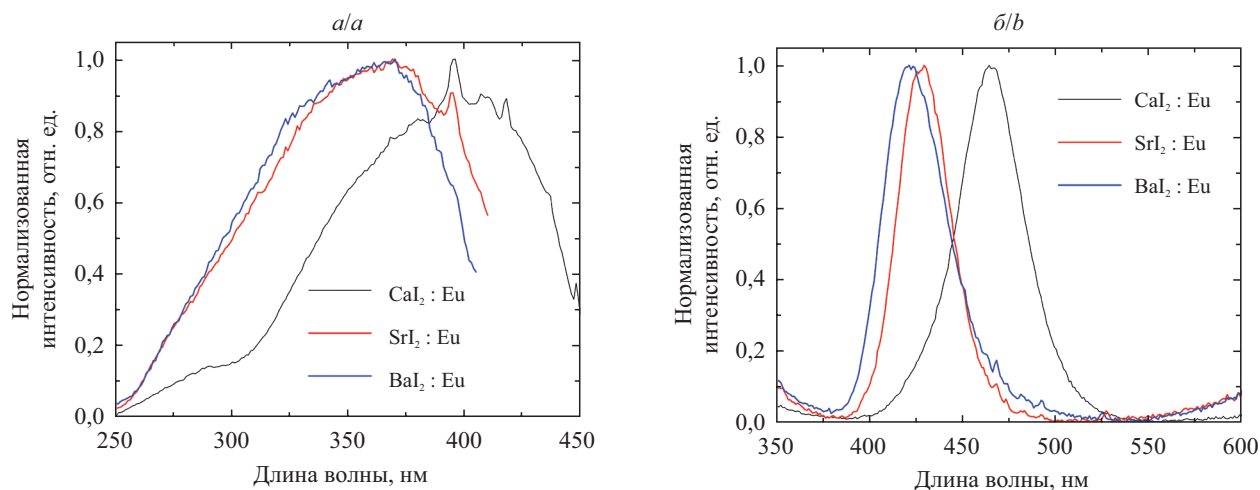 а/a
1,0
0,8
0,6
0,4
0,2
0,0
250
300
350
400
450
Нормализованная
интенсивность, отн. ед.
Длина волны, нм
CaI₂ : Eu
SrI₂ : Eu
BaI₂ : Eu
б/b
1,0
0,8
0,6
0,4
0,2
0,0
350
400
450
500
550
600
Нормализованная
интенсивность, отн. ед.
Длина волны, нм
CaI₂ : Eu
SrI₂ : Eu
BaI₂ : Eu